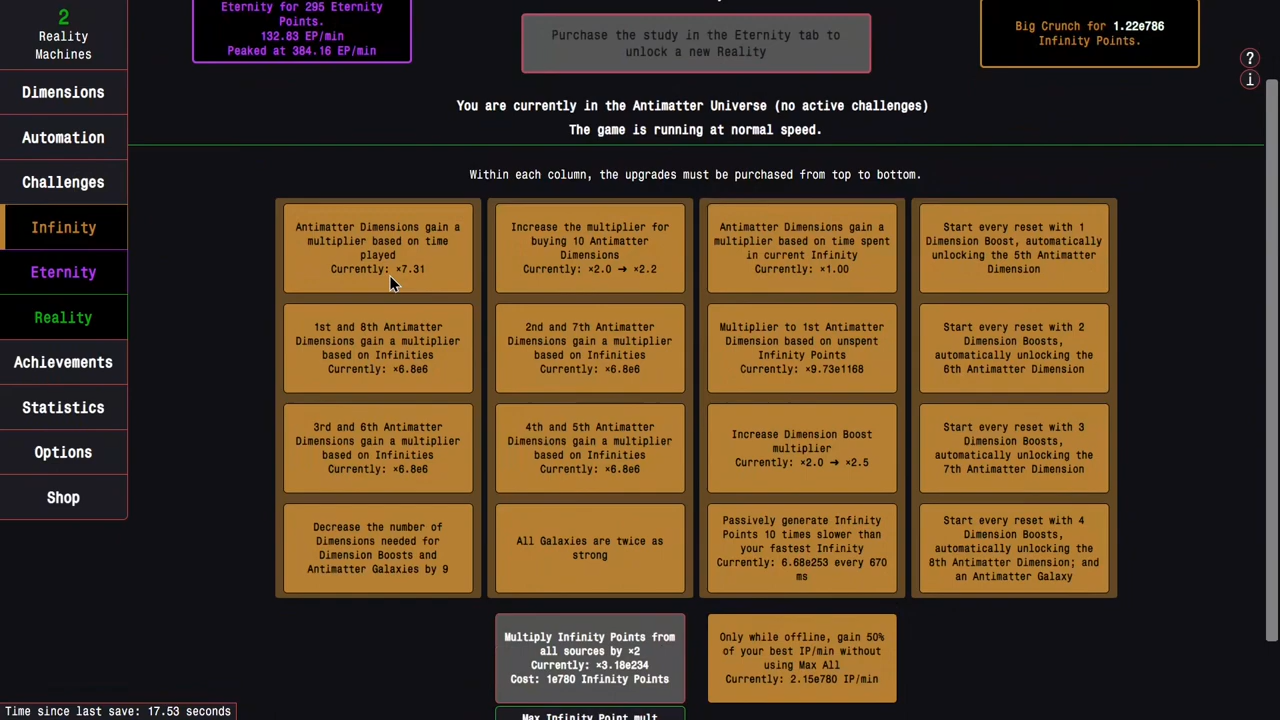 2
Reality
Machines
Dimensions
Automation
Challenges
Infinity
Eternity
Reality
Achievements
Statistics
Options
Shop
Eternity for 295 Eternity
Points.
132.83 EP/min
Peaked at 384.16 EP/min
Purchase the study in the Eternity tab to
unlock a new Reality
Big Crunch for 1.22e786
Infinity Points.
?
i
You are currently in the Antimatter Universe (no active challenges)
The game is running at normal speed.
Within each column, the upgrades must be purchased from top to bottom.
Antimatter Dimensions gain a
multiplier based on time
played
Currently: ×7.31
Increase the multiplier for
buying 10 Antimatter
Dimensions
Currently: ×2.0 ➜ ×2.2
Antimatter Dimensions gain a
multiplier based on time spent
in current Infinity
Currently: ×1.00
Start every reset with 1
Dimension Boost, automatically
unlocking the 5th Antimatter
Dimension
1st and 8th Antimatter
Dimensions gain a multiplier
based on Infinities
Currently: ×6.8e6
2nd and 7th Antimatter
Dimensions gain a multiplier
based on Infinities
Currently: ×6.8e6
Multiplier to 1st Antimatter
Dimension based on unspent
Infinity Points
Currently: ×9.73e1168
Start every reset with 2
Dimension Boosts,
automatically unlocking the
6th Antimatter Dimension
3rd and 6th Antimatter
Dimensions gain a multiplier
based on Infinities
Currently: ×6.8e6
4th and 5th Antimatter
Dimensions gain a multiplier
based on Infinities
Currently: ×6.8e6
Increase Dimension Boost
multiplier
Currently: ×2.0 ➜ ×2.5
Start every reset with 3
Dimension Boosts,
automatically unlocking the
7th Antimatter Dimension
Decrease the number of
Dimensions needed for
Dimension Boosts and
Antimatter Galaxies by 9
All Galaxies are twice as
strong
Passively generate Infinity
Points 10 times slower than
your fastest Infinity
Currently: 6.68e253 every 670
ms
Start every reset with 4
Dimension Boosts,
automatically unlocking the
8th Antimatter Dimension; and
an Antimatter Galaxy
Multiply Infinity Points from
all sources by ×2
Currently: ×3.18e234
Cost: 1e780 Infinity Points
Only while offline, gain 50%
of your best IP/min without
using Max All
Currently: 2.15e780 IP/min
Max Infinity Point mult
Time since last save: 17.53 seconds